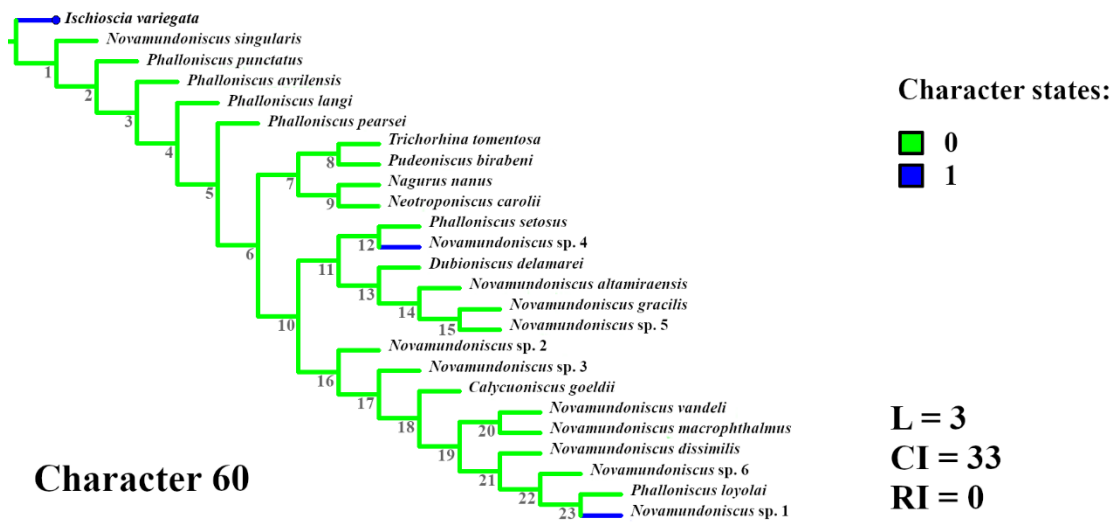 Ischioscia variegata
Novamundoniscus singularis
1
Phalloniscus punctatus
2
Phalloniscus avrilensis
3
Phalloniscus langi
4
Phalloniscus pearsei
5
Trichorhina tomentosa
8
Pudeoniscus birabeni
7
Nagurus nanus
9
Neotroponiscus carolii
6
Phalloniscus setosus
12
Novamundoniscus sp. 4
11
Dubioniscus delamarei
13
Novamundoniscus altamiraensis
14
Novamundoniscus gracilis
15
Novamundoniscus sp. 5
10
Novamundoniscus sp. 2
16
Novamundoniscus sp. 3
17
Calycuoniscus goeldii
18
Novamundoniscus vandeli
20
Novamundoniscus macrophthalmus
19
Novamundoniscus dissimilis
21
Novamundoniscus sp. 6
22
Phalloniscus loyolai
23
Novamundoniscus sp. 1
Character states:
0
1
L = 3
CI = 33
RI = 0
Character 60